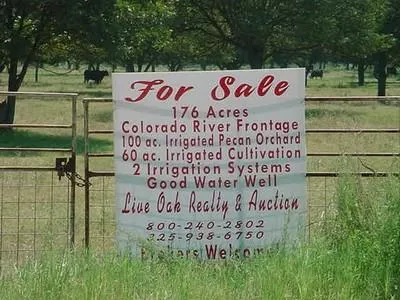 For Sale
176 Acres
Colorado River Frontage
100 ac. Irrigated Pecan Orchard
60 ac. Irrigated Cultivation
2 Irrigation Systems
Good Water Well
Live Oak Realty & Auction
800-240-2802
325-938-6750
Brokers Welcome